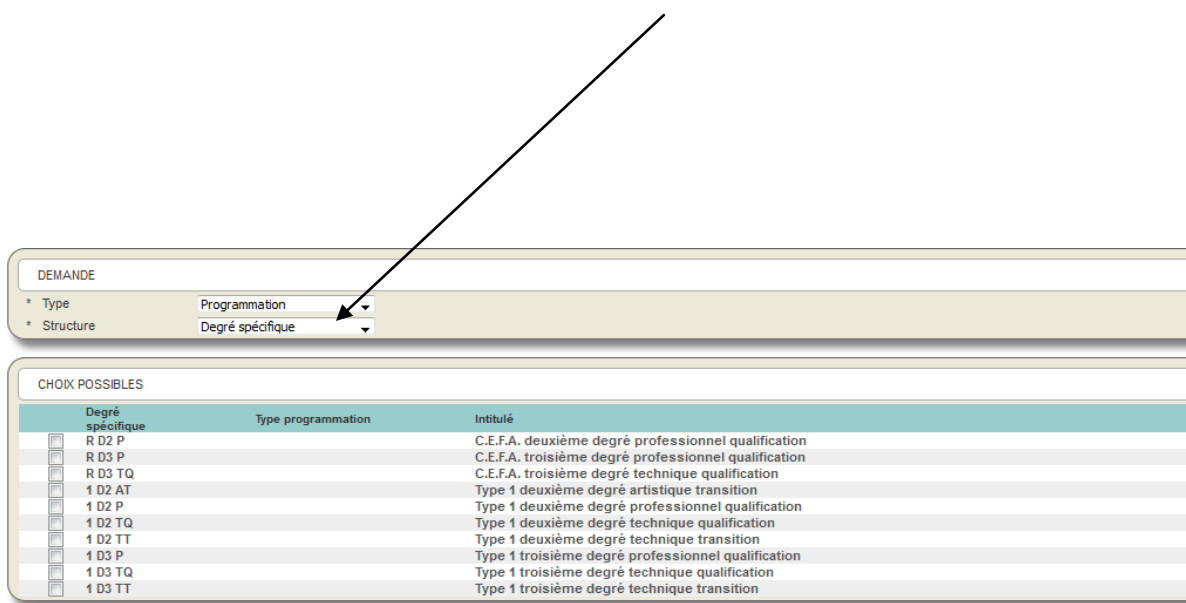 DEMANDE
* Type Programmation
* Structure Degré spécifique
CHOIX POSSIBLES
Degré spécifique Type programmation Intitulé
R D2 P C.E.F.A. deuxième degré professionnel qualification
R D3 P C.E.F.A. troisième degré professionnel qualification
R D3 TQ C.E.F.A. troisième degré technique qualification
1 D2 AT Type 1 deuxième degré artistique transition
1 D2 P Type 1 deuxième degré professionnel qualification
1 D2 TQ Type 1 deuxième degré technique qualification
1 D2 TT Type 1 deuxième degré technique transition
1 D3 P Type 1 troisième degré professionnel qualification
1 D3 TQ Type 1 troisième degré technique qualification
1 D3 TT Type 1 troisième degré technique transition